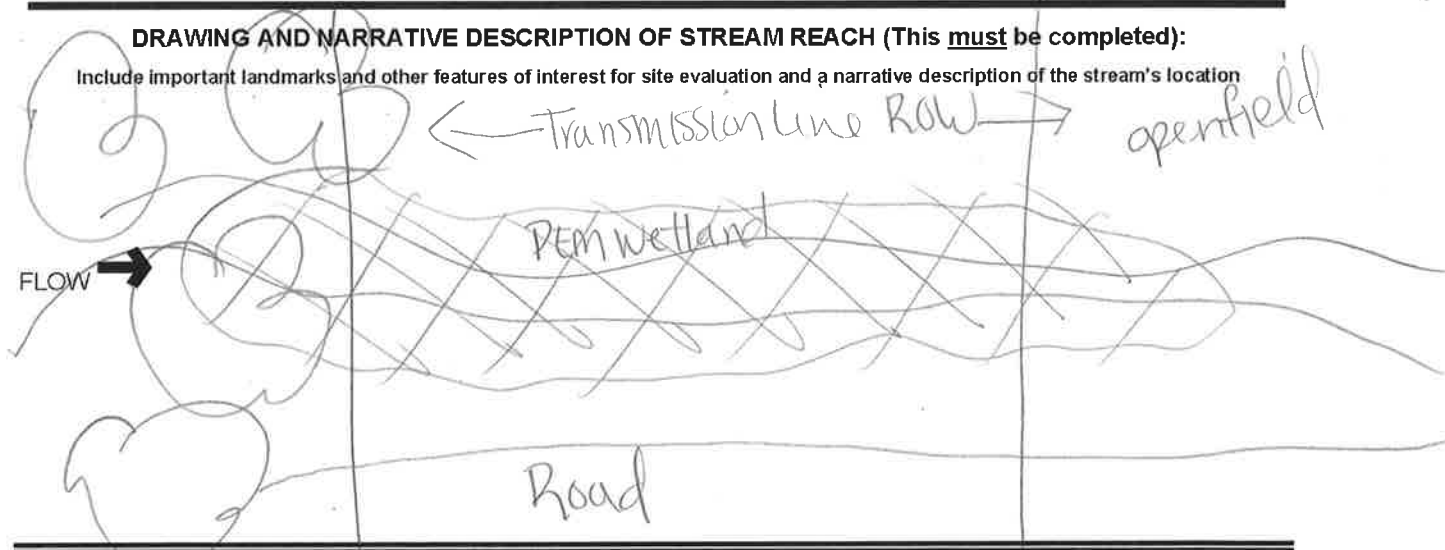 DRAWING AND NARRATIVE DESCRIPTION OF STREAM REACH (This must be completed):
Include important landmarks and other features of interest for site evaluation and a narrative description of the stream's location
Transmission Line ROW
openfield
PEM wetland
FLOW
Road